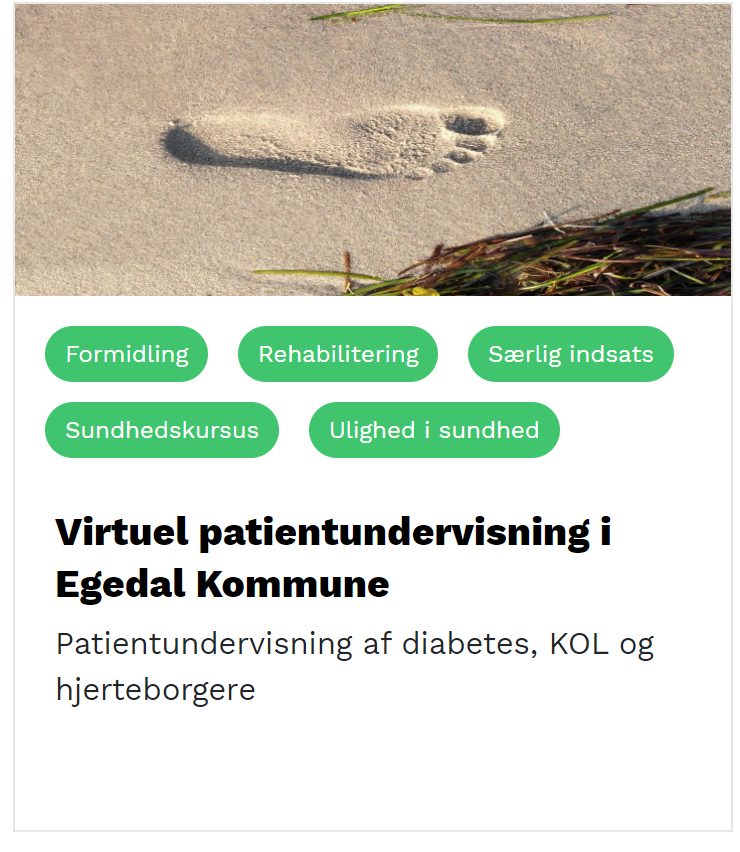 Formidling Rehabilitering Særlig indsats
Sundhedskursus Ulighed i sundhed
Virtuel patientundervisning i
Egedal Kommune
Patientundervisning af diabetes, KOL og
hjerteborgere